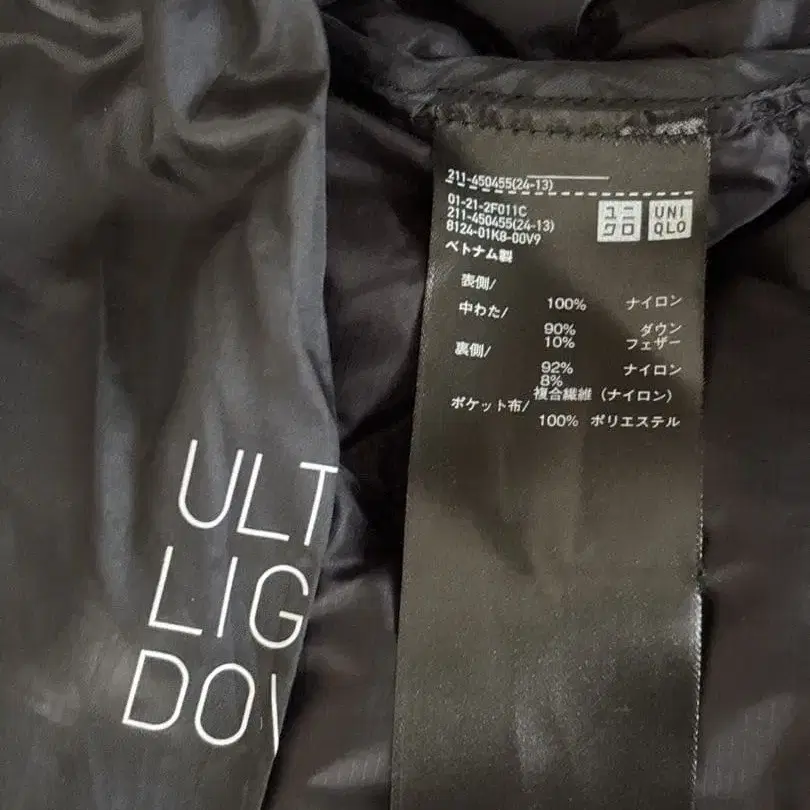 211-450455(24-13)
01-21-2F011C
211-450455(24-13)
8124-01K8-00V9
ユニ
クロ
UNI
QLO
ベトナム製
表側/
100% ナイロン
中わた/
90% ダウン
10% フェザー
裏側/
92% ナイロン
8%
複合繊維（ナイロン）
ポケット布/
100% ポリエステル
ULT
LIG
DO